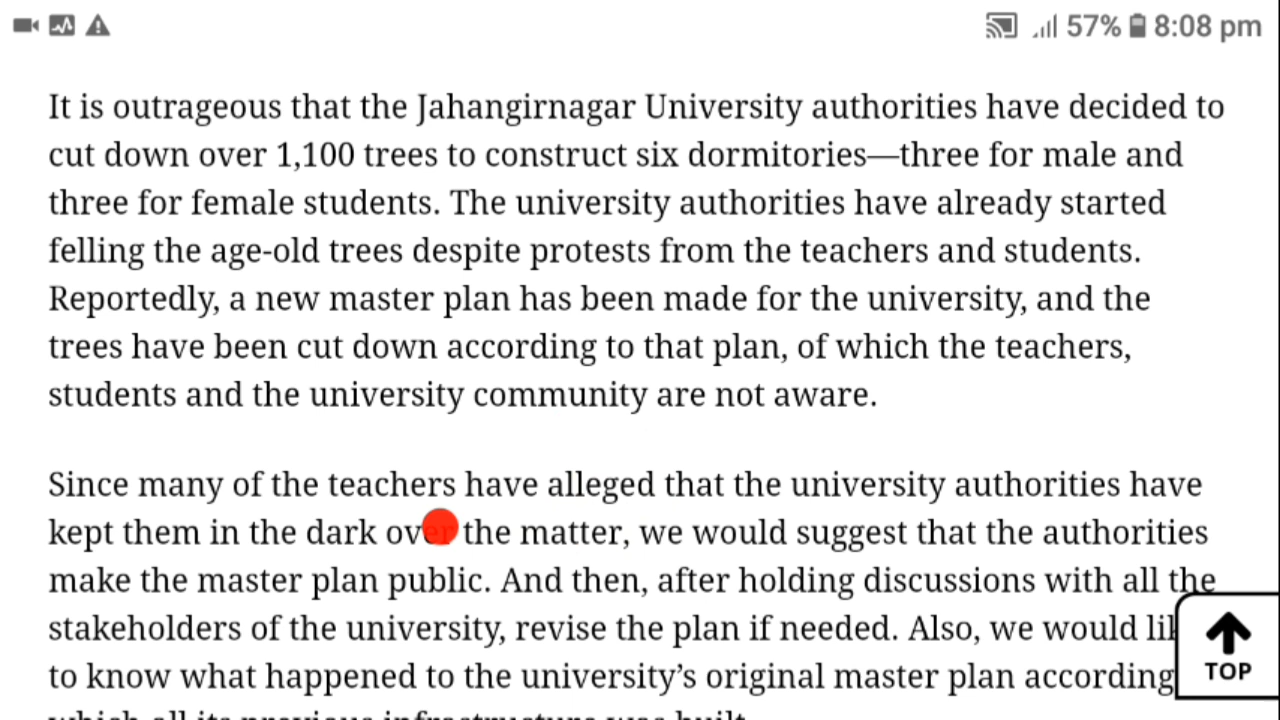 57% 8:08 pm
It is outrageous that the Jahangirnagar University authorities have decided to
cut down over 1,100 trees to construct six dormitories—three for male and
three for female students. The university authorities have already started
felling the age-old trees despite protests from the teachers and students.
Reportedly, a new master plan has been made for the university, and the
trees have been cut down according to that plan, of which the teachers,
students and the university community are not aware.
Since many of the teachers have alleged that the university authorities have
kept them in the dark over the matter, we would suggest that the authorities
make the master plan public. And then, after holding discussions with all the
stakeholders of the university, revise the plan if needed. Also, we would
to know what happened to the university’s original master plan according
which all its previous infrastructure was built
TOP